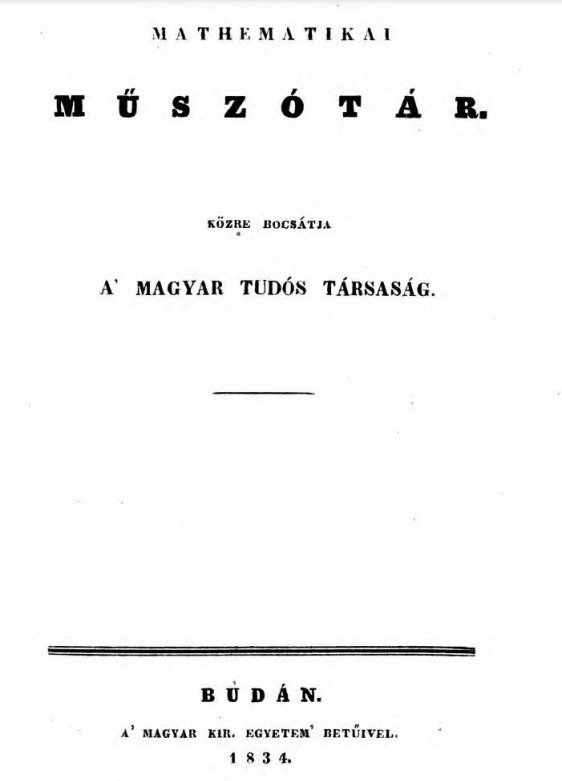 MATHEMATIKAI
MŰSZÓTÁR.
KÖZRE BOCSÁTJA
A' MAGYAR TUDÓS TÁRSASÁG.
BUDÁN.
A' MAGYAR KIR. EGYETEM' BETŰIVEL.
1834.